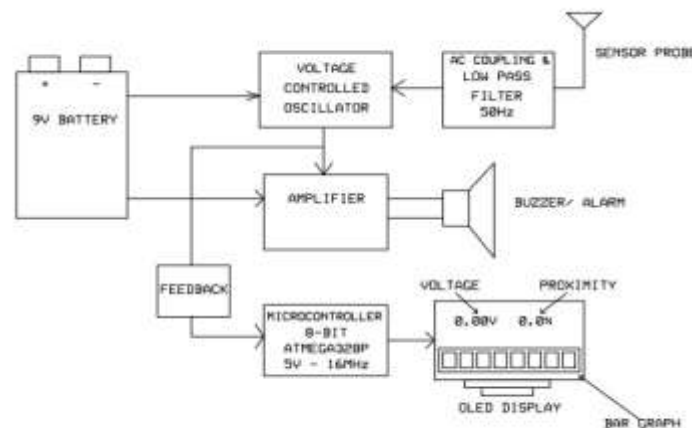 VOLTAGE
CONTROLLED
OSCILLATOR
AC COUPLING &
LOW PASS
FILTER
50Hz
SENSOR PROBE
+ -
9V BATTERY
AMPLIFIER
BUZZER/ ALARM
FEEDBACK
MICROCONTROLLER
8-BIT
ATMEGA328P
5V - 16MHz
VOLTAGE PROXIMITY
0.00V 0.0%
OLED DISPLAY
BAR GRAPH